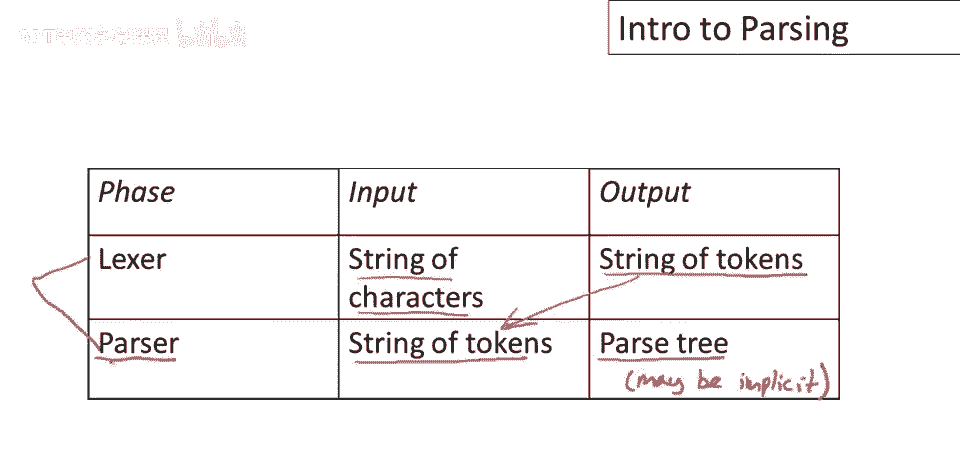 Intro to Parsing
Phase Input Output
Lexer String of characters String of tokens
Parser String of tokens Parse tree
(may be implicit)